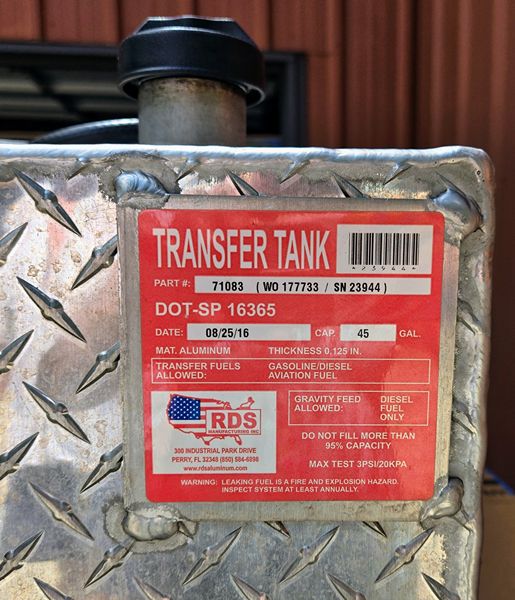 TRANSFER TANK
*23944*
PART #: 71083 ( WO 177733 / SN 23944 )
DOT-SP 16365
DATE: 08/25/16 CAP. 45 GAL.
MAT. ALUMINUM THICKNESS 0.125 IN.
TRANSFER FUELS ALLOWED: GASOLINE/DIESEL AVIATION FUEL
RDS
MANUFACTURING INC
300 INDUSTRIAL PARK DRIVE
PERRY, FL 32348 (850) 584-6898
www.rdsaluminum.com
GRAVITY FEED ALLOWED: DIESEL FUEL ONLY
DO NOT FILL MORE THAN
95% CAPACITY
MAX TEST 3PSI/20KPA
WARNING: LEAKING FUEL IS A FIRE AND EXPLOSION HAZARD.
INSPECT SYSTEM AT LEAST ANNUALLY.